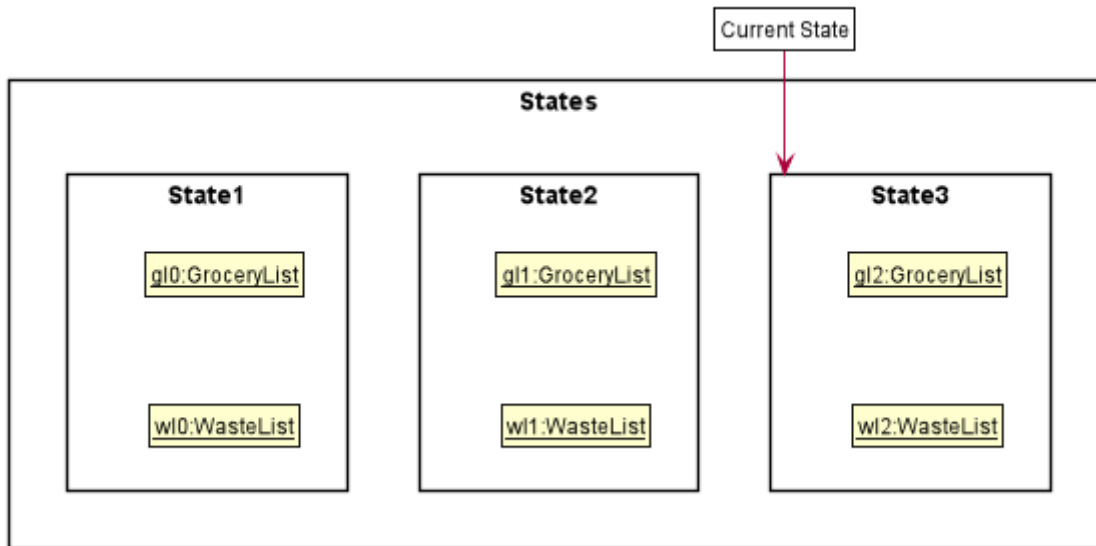 Current State
States
State1
State2
State3
gl0:GroceryList
gl1:GroceryList
gl2:GroceryList
wl0:WasteList
wl1:WasteList
wl2:WasteList